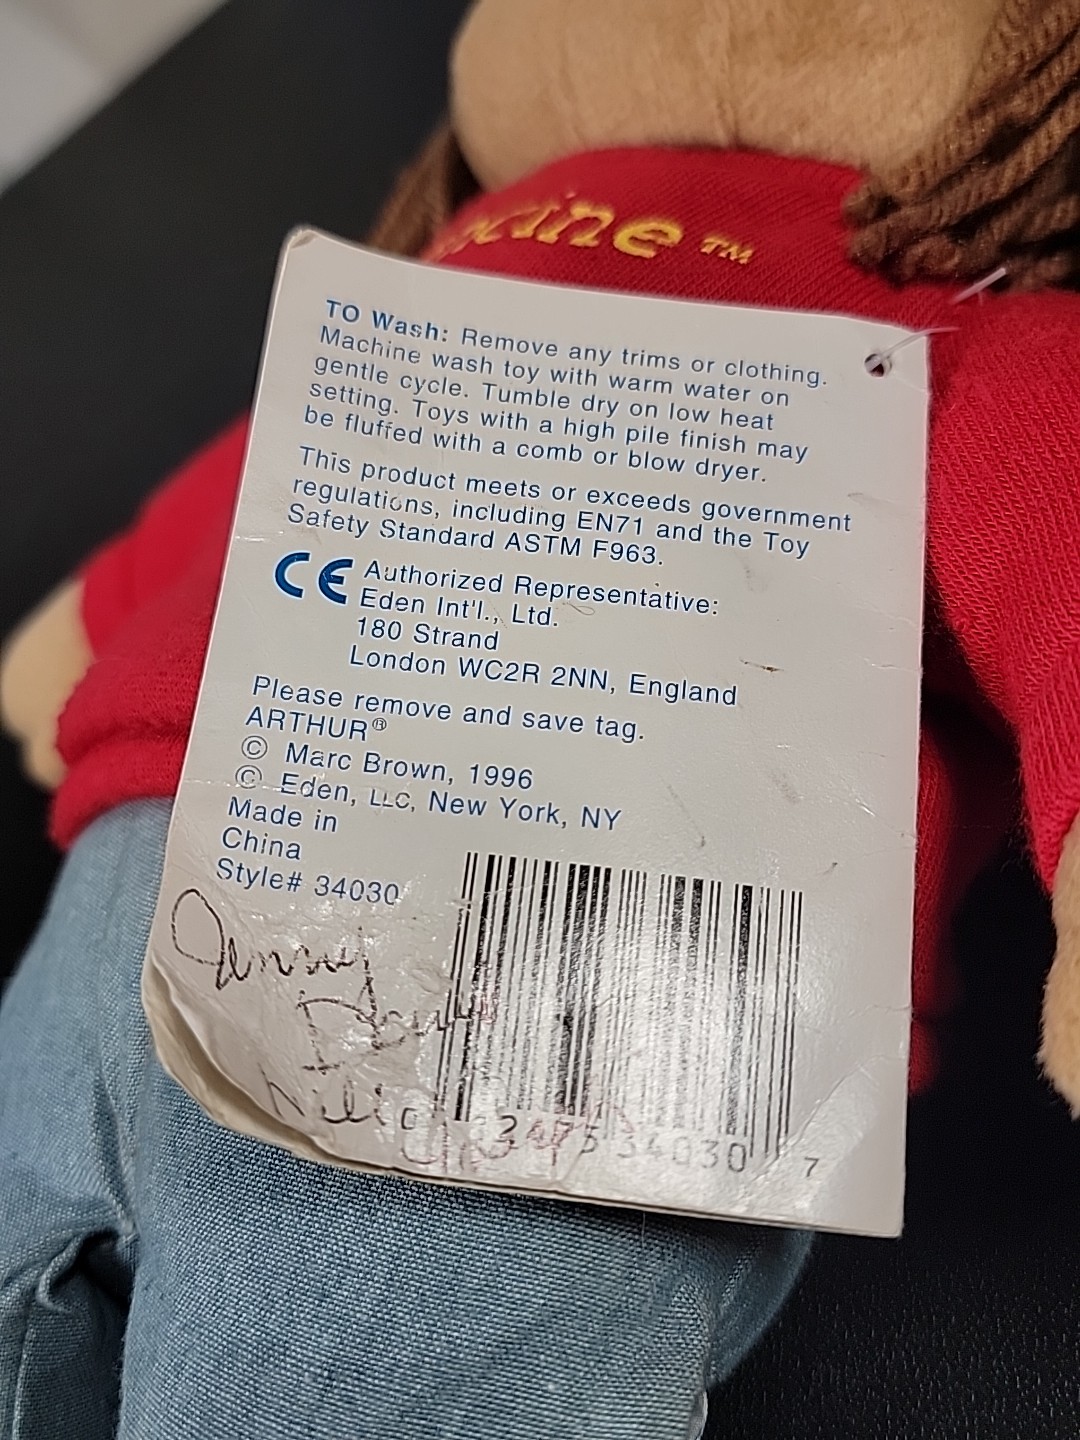 TM
TO Wash: Remove any trims or clothing.
Machine wash toy with warm water on
gentle cycle. Tumble dry on low heat
setting. Toys with a high pile finish may
be fluffed with a comb or blow dryer.
This product meets or exceeds government
regulations, including EN71 and the Toy
Safety Standard ASTM F963.
CE Authorized Representative:
Eden Int'l., Ltd.
180 Strand
London WC2R 2NN, England
Please remove and save tag.
ARTHUR®
© Marc Brown, 1996
© Eden, LLC, New York, NY
Made in
China
Style# 34030
Jenny
34030 7